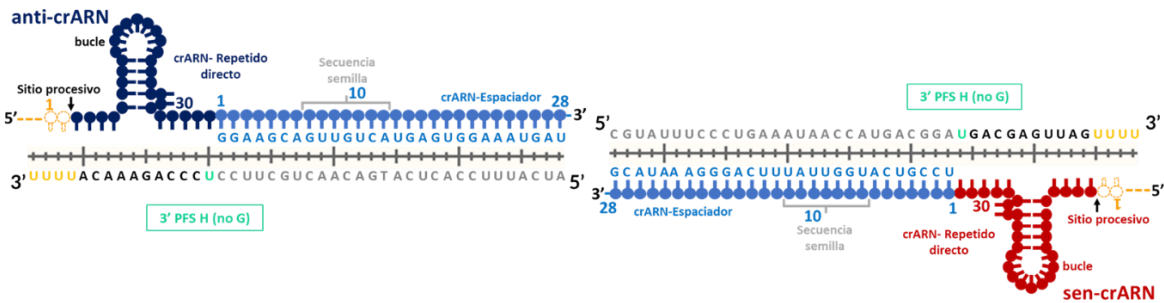 anti-crARN
bucle
crARN- Repetido
directo
Sitio procesivo
1
30
5'
1
Secuencia
semilla
10
crARN-Espaciador
28
3'
GGAAGCAGUUGUCAUGAGUGGAAAUGAU
3'
UUUUACAAAGACCCUCCUUCGUCAACAGTACUCACCUUUACUA
5'
3' PFS H (no G)
3' PFS H (no G)
5'
CGUAUUUCCCUGAAAUAACCAUGACGGAUGACGAGUUAGUUUU
3'
GCAUAAAGGGACUUUAUUGGUACUGCCU
3'
28
crARN-Espaciador
10
Secuencia
semilla
1
30
5'
1
Sitio procesivo
crARN- Repetido
directo
bucle
sen-crARN